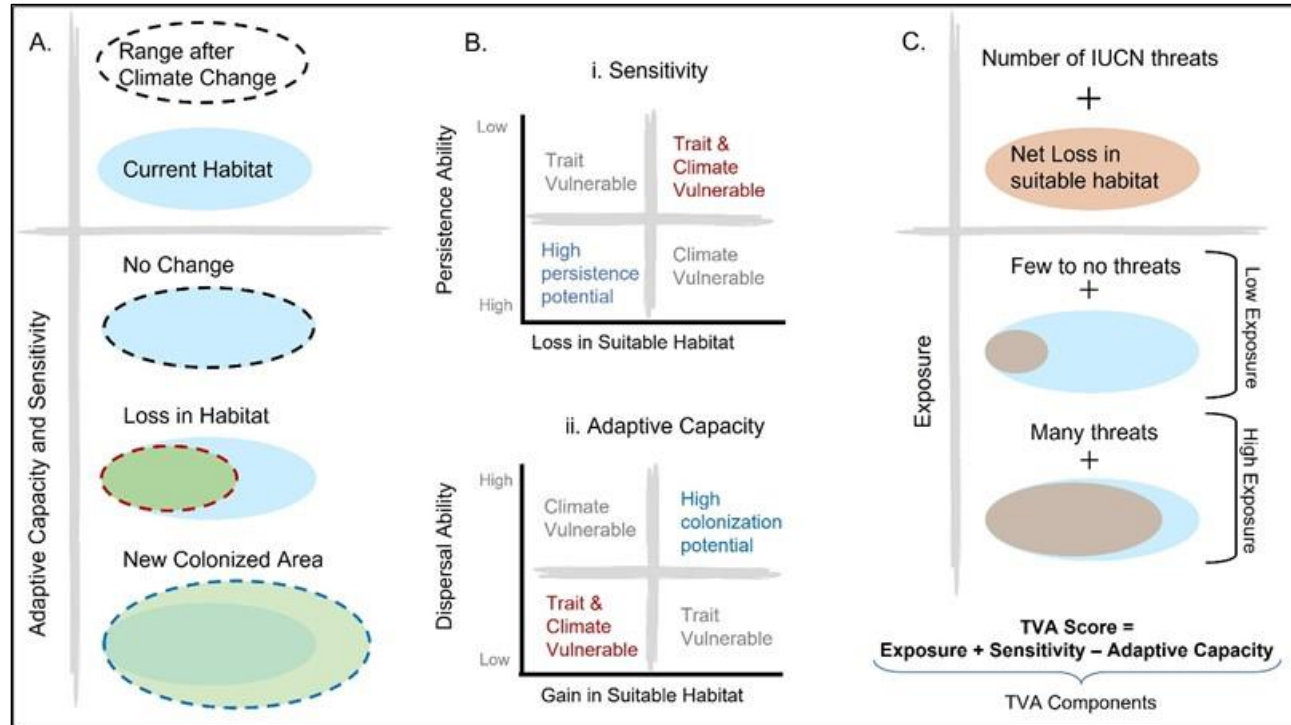 A.
Range after
Climate Change
Current Habitat
Adaptive Capacity and Sensitivity
No Change
Loss in Habitat
New Colonized Area
B.
i. Sensitivity
Persistence Ability
Low
High
Trait
Vulnerable
Trait &
Climate
Vulnerable
High
persistence
potential
Climate
Vulnerable
Loss in Suitable Habitat
ii. Adaptive Capacity
Dispersal Ability
High
Low
Climate
Vulnerable
High
colonization
potential
Trait &
Climate
Vulnerable
Trait
Vulnerable
Gain in Suitable Habitat
C.
Number of IUCN threats
+
Net Loss in
suitable habitat
Exposure
Few to no threats
+
Low Exposure
Many threats
+
High Exposure
TVA Score =
Exposure + Sensitivity – Adaptive Capacity
TVA Components